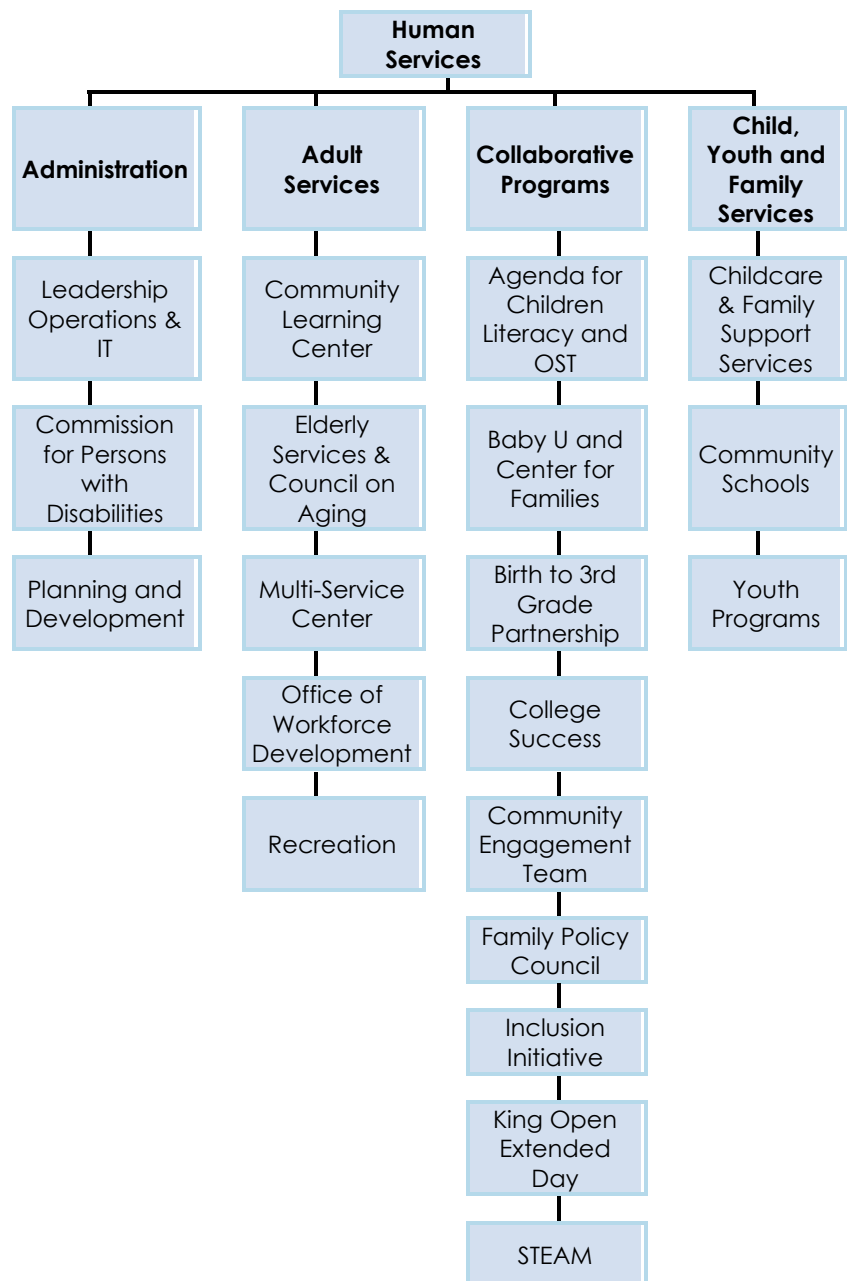 Human
Services
Administration
Adult
Services
Collaborative
Programs
Child,
Youth and
Family
Services
Leadership
Operations &
IT
Commission
for Persons
with
Disabilities
Planning and
Development
Community
Learning
Center
Elderly
Services &
Council on
Aging
Multi-Service
Center
Office of
Workforce
Development
Recreation
Agenda for
Children
Literacy and
OST
Baby U and
Center for
Families
Birth to 3rd
Grade
Partnership
College
Success
Community
Engagement
Team
Family Policy
Council
Inclusion
Initiative
King Open
Extended
Day
STEAM
Childcare
& Family
Support
Services
Community
Schools
Youth
Programs